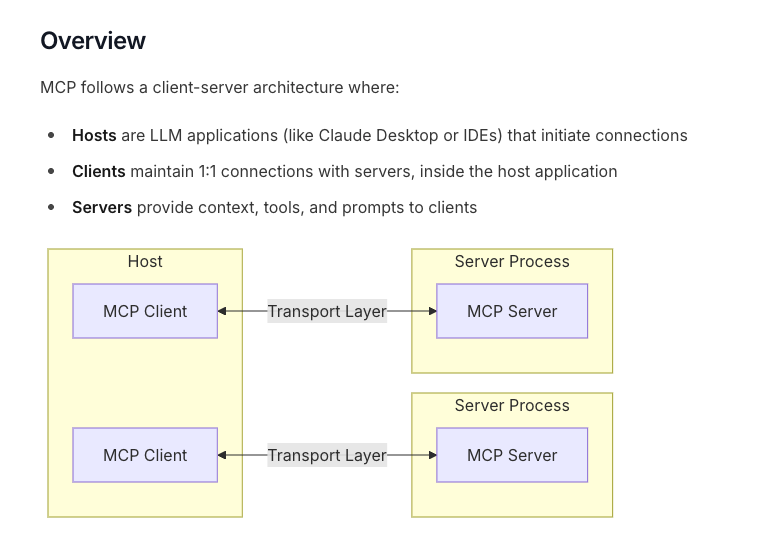 Overview
MCP follows a client-server architecture where:
Hosts are LLM applications (like Claude Desktop or IDEs) that initiate connections
Clients maintain 1:1 connections with servers, inside the host application
Servers provide context, tools, and prompts to clients
Host
Server Process
MCP Client
Transport Layer
MCP Server
Server Process
MCP Client
Transport Layer
MCP Server